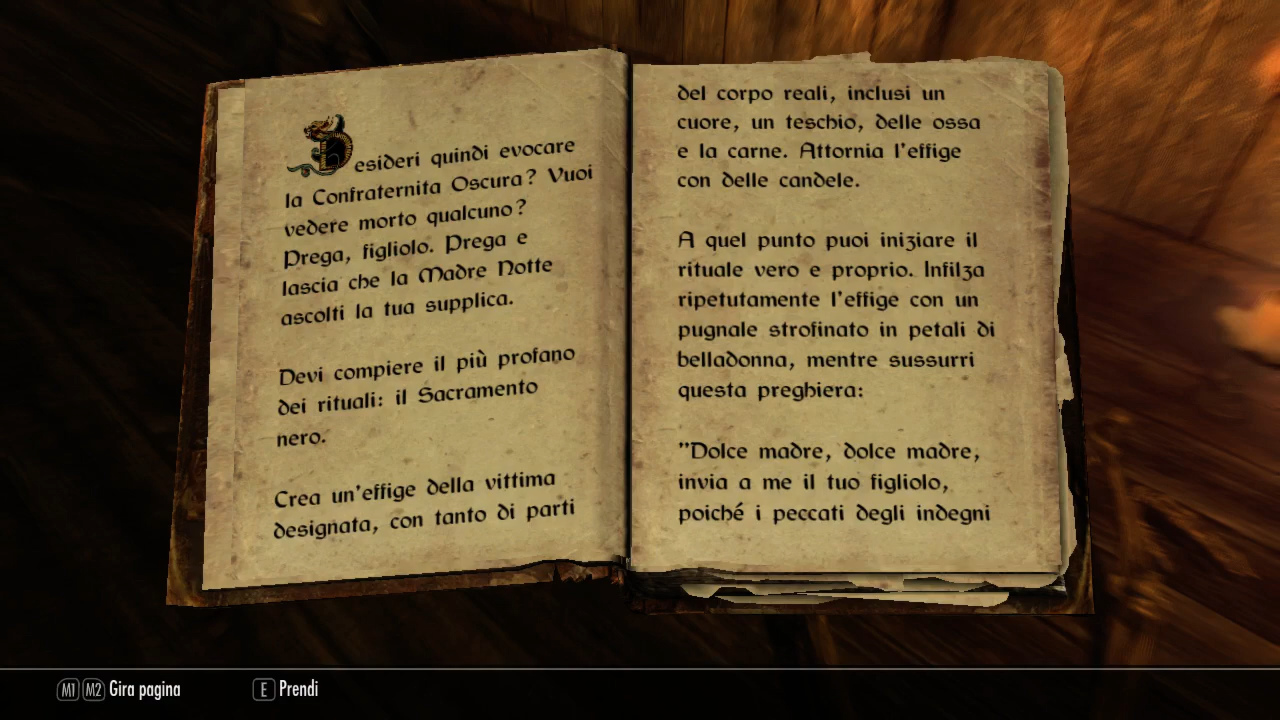 Desideri quindi evocare
la Confraternita Oscura? Vuoi
vedere morto qualcuno?
Prega, figliolo. Prega e
lascia che la Madre Notte
ascolti la tua supplica.
Devi compiere il più profano
dei rituali: il Sacramento
nero.
Crea un'effige della vittima
designata, con tanto di parti
del corpo reali, inclusi un
cuore, un teschio, delle ossa
e la carne. Attornia l'effige
con delle candele.
A quel punto puoi iniziare il
rituale vero e proprio. Infilza
ripetutamente l'effige con un
pugnale strofinato in petali di
belladonna, mentre sussurri
questa preghiera:
"Dolce madre, dolce madre,
invia a me il tuo figliolo,
poiché i peccati degli indegni
M1 M2 Gira pagina E Prendi